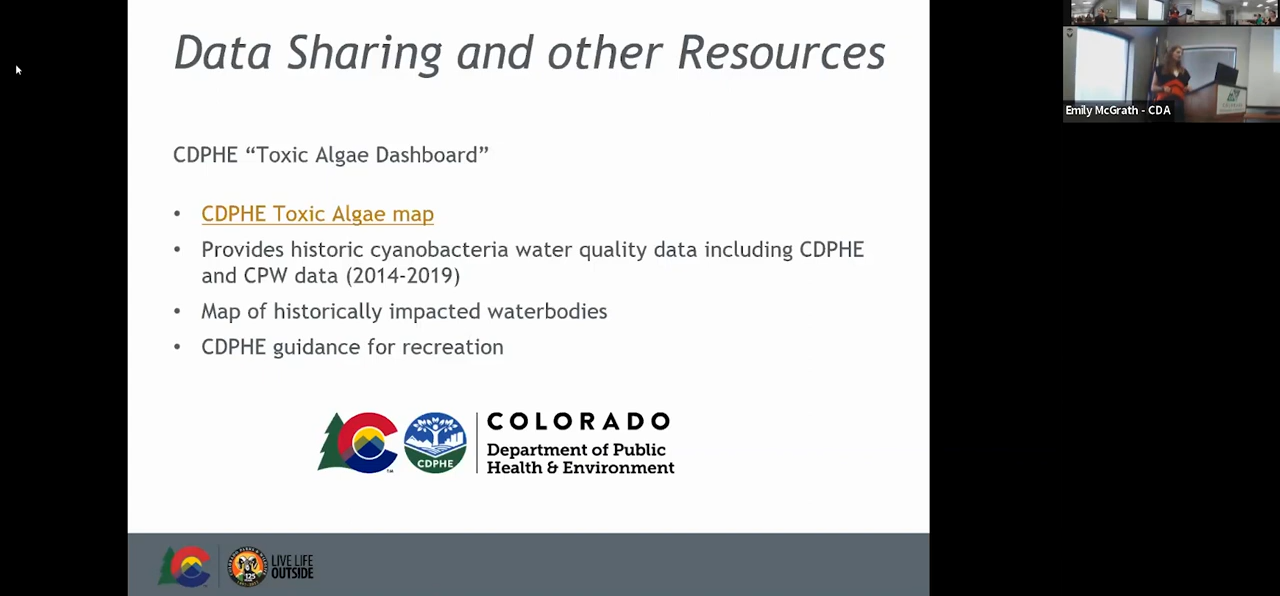 Data Sharing and other Resources
CDPHE “Toxic Algae Dashboard”
• CDPHE Toxic Algae map
• Provides historic cyanobacteria water quality data including CDPHE
and CPW data (2014-2019)
• Map of historically impacted waterbodies
• CDPHE guidance for recreation
CDPHE
COLORADO
Department of Public
Health & Environment
TM
125
LIVE LIFE
OUTSIDE
Emily McGrath - CDA